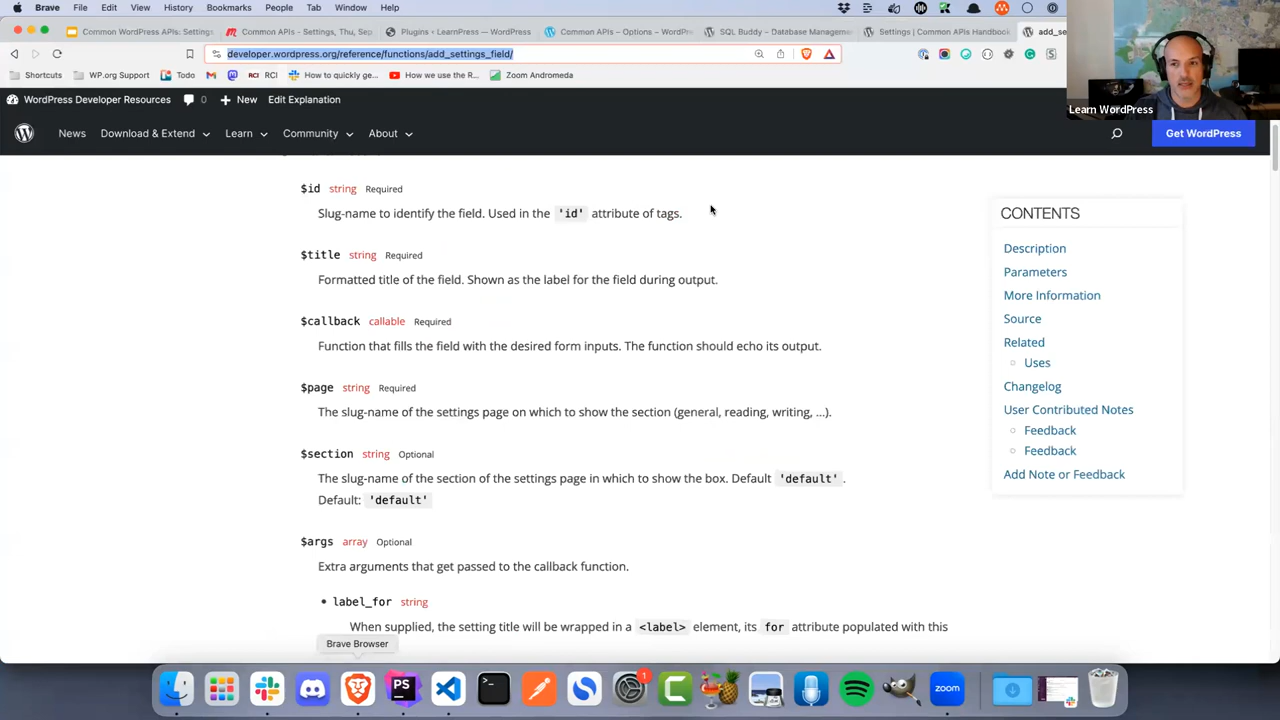 Brave File Edit View History Bookmarks People Tab Window Help
Common WordPress APIs: Settings
Common APIs - Settings, Thu, Sep
Plugins ‹ LearnPress — WordPress
Common APIs – Options – WordPre
SQL Buddy – Database Managemen
Settings | Common APIs Handbook
add_se
developer.wordpress.org/reference/functions/add_settings_field/
Shortcuts WP.org Support Todo RCI How to quickly ge... How we use the R... Zoom Andromeda
WordPress Developer Resources 0 New Edit Explanation
Learn WordPress
News Download & Extend Learn Community About Get WordPress
$id string Required
Slug-name to identify the field. Used in the 'id' attribute of tags.
$title string Required
Formatted title of the field. Shown as the label for the field during output.
$callback callable Required
Function that fills the field with the desired form inputs. The function should echo its output.
$page string Required
The slug-name of the settings page on which to show the section (general, reading, writing, ...).
$section string Optional
The slug-name of the section of the settings page in which to show the box. Default 'default'.
Default: 'default'
$args array Optional
Extra arguments that get passed to the callback function.
label_for string
When supplied, the setting title will be wrapped in a <label> element, its for attribute populated with this
CONTENTS
Description
Parameters
More Information
Source
Related
Uses
Changelog
User Contributed Notes
Feedback
Feedback
Add Note or Feedback
Brave Browser
PS
1
zoom